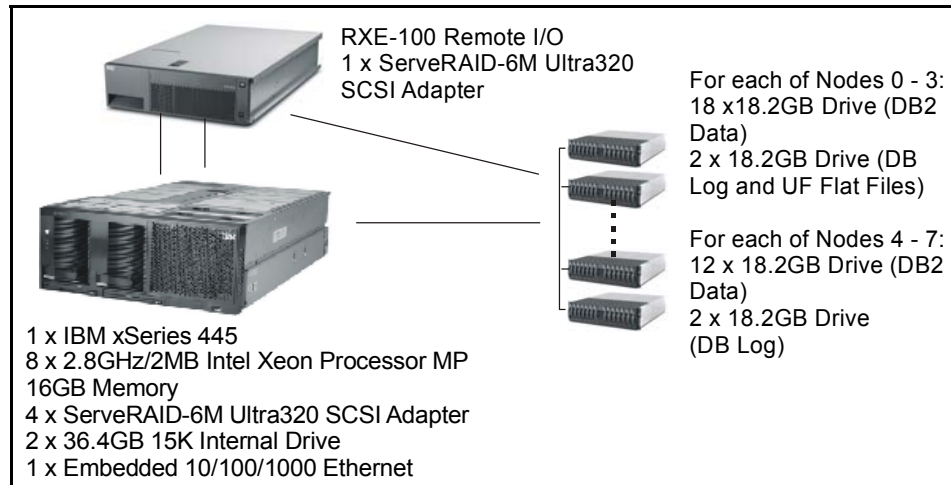 RXE-100 Remote I/O
1 x ServeRAID-6M Ultra320
SCSI Adapter
For each of Nodes 0 - 3:
18 x18.2GB Drive (DB2
Data)
2 x 18.2GB Drive (DB
Log and UF Flat Files)
For each of Nodes 4 - 7:
12 x 18.2GB Drive (DB2
Data)
2 x 18.2GB Drive
(DB Log)
1 x IBM xSeries 445
8 x 2.8GHz/2MB Intel Xeon Processor MP
16GB Memory
4 x ServeRAID-6M Ultra320 SCSI Adapter
2 x 36.4GB 15K Internal Drive
1 x Embedded 10/100/1000 Ethernet